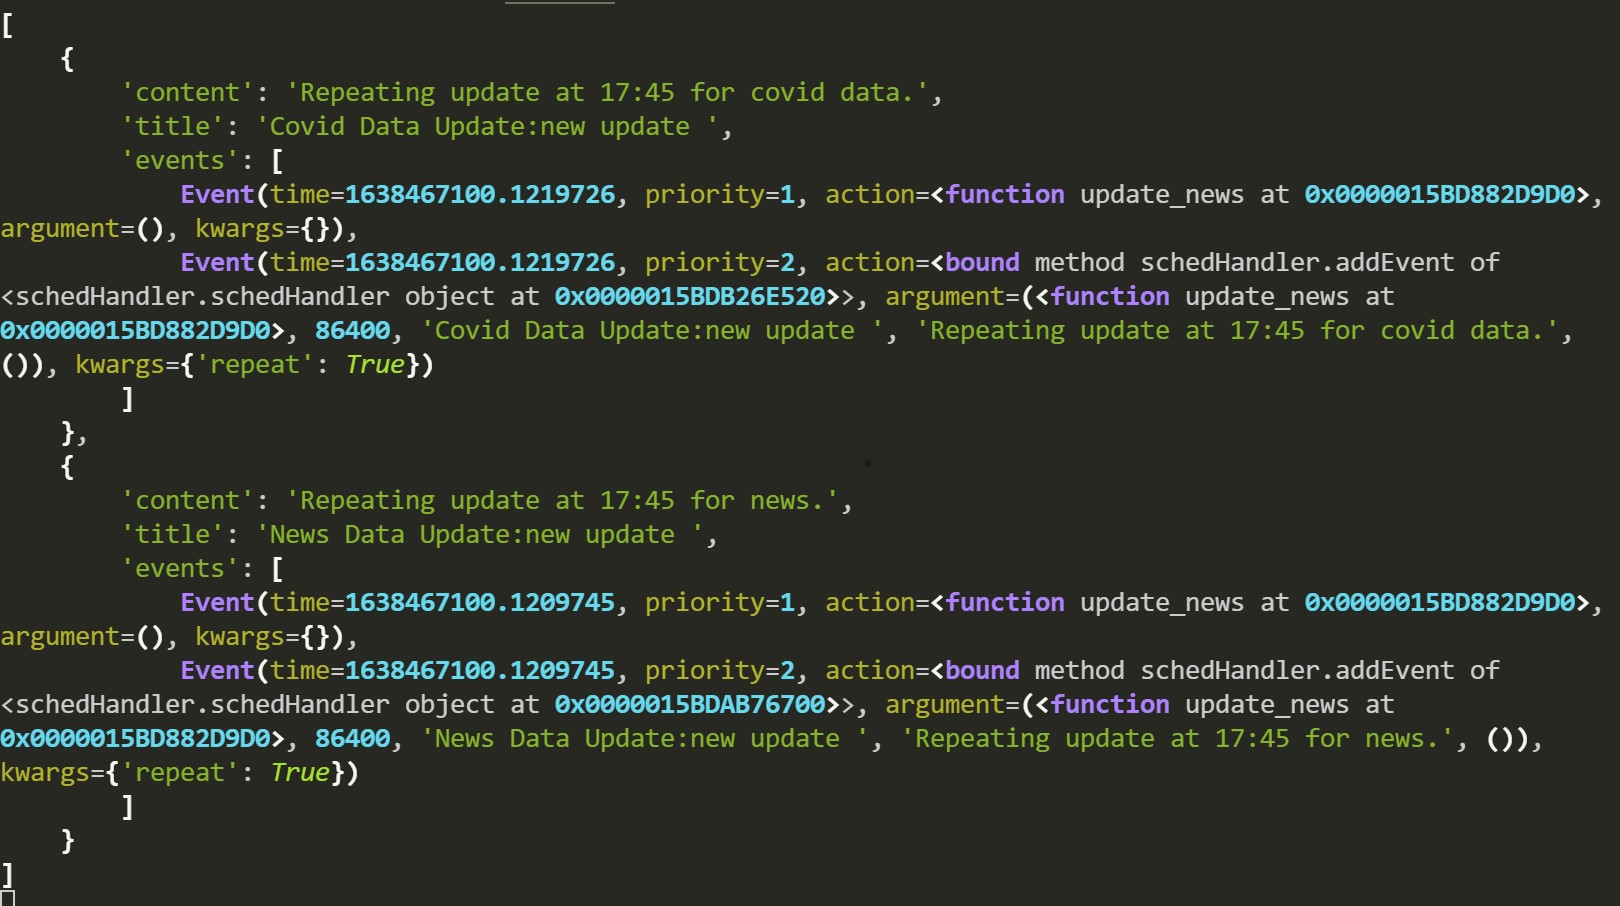 [
    {
        'content': 'Repeating update at 17:45 for covid data.',
        'title': 'Covid Data Update:new update ',
        'events': [
            Event(time=1638467100.1219726, priority=1, action=<function update_news at 0x0000015BD882D9D0>,
argument=(), kwargs={}),
            Event(time=1638467100.1219726, priority=2, action=<bound method schedHandler.addEvent of
<schedHandler.schedHandler object at 0x0000015BDB26E520>>, argument=(<function update_news at
0x0000015BD882D9D0>, 86400, 'Covid Data Update:new update ', 'Repeating update at 17:45 for covid data.',
()), kwargs={'repeat': True})
        ]
    },
    {
        'content': 'Repeating update at 17:45 for news.',
        'title': 'News Data Update:new update ',
        'events': [
            Event(time=1638467100.1209745, priority=1, action=<function update_news at 0x0000015BD882D9D0>,
argument=(), kwargs={}),
            Event(time=1638467100.1209745, priority=2, action=<bound method schedHandler.addEvent of
<schedHandler.schedHandler object at 0x0000015BDAB76700>>, argument=(<function update_news at
0x0000015BD882D9D0>, 86400, 'News Data Update:new update ', 'Repeating update at 17:45 for news.', ()),
kwargs={'repeat': True})
        ]
    }
]